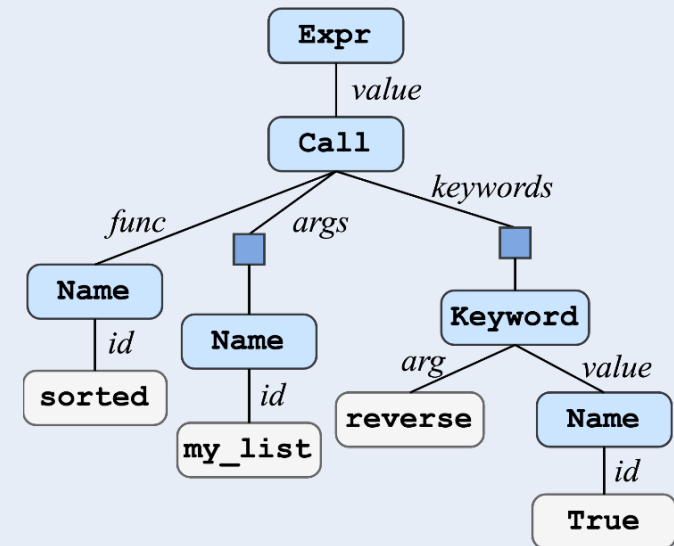 Expr
value
Call
func
args
keywords
Name
Name
Keyword
id
id
arg
value
sorted
my_list
reverse
Name
id
True